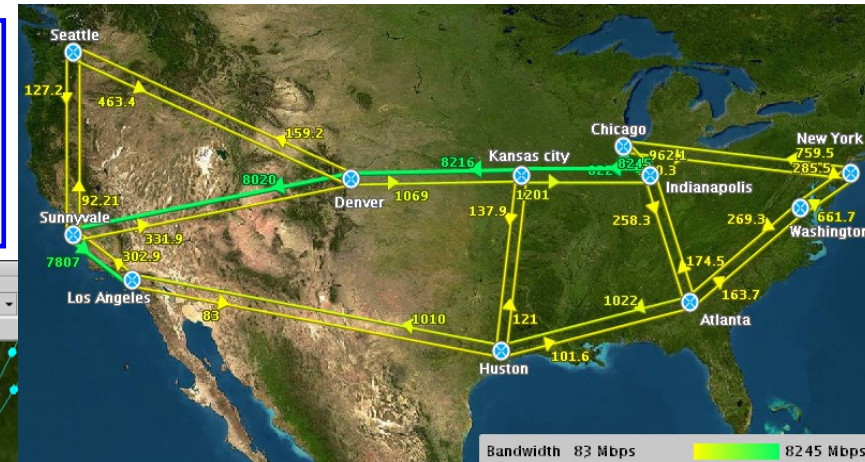 Seattle
127.2
463.4
159.2
Chicago
New York
962.1
759.5
8216
Kansas city
8245
285.5
8020
Denver
1069
1201
Indianapolis
92.21
Sunnyvale
331.9
137.9
258.3
269.3
661.7
Washington
7807
302.9
174.5
163.7
Los Angeles
83
1010
121
1022
Atlanta
101.6
Huston
Bandwidth 83 Mbps
8245 Mbps